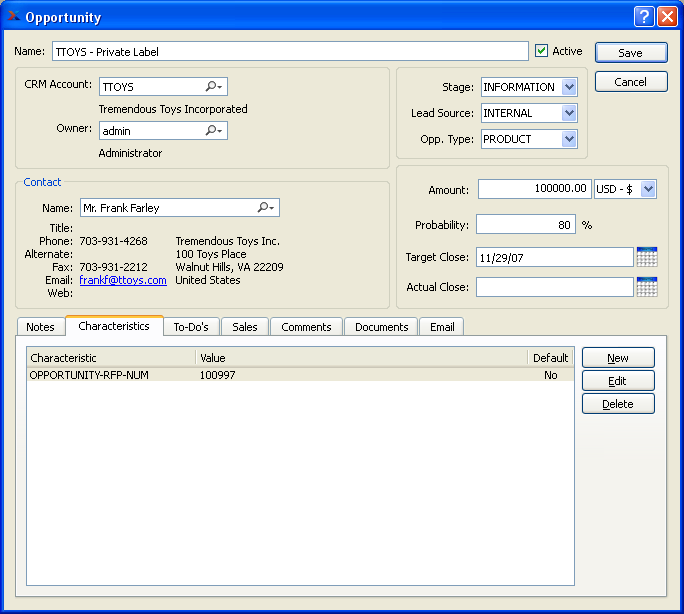 Opportunity
Name: TTOYS - Private Label Active Save
Cancel
CRM Account: TTOYS
Tremendous Toys Incorporated
Owner: admin
Administrator
Stage: INFORMATION
Lead Source: INTERNAL
Opp. Type: PRODUCT
Contact
Name: Mr. Frank Farley
Title:
Phone: 703-931-4268 Tremendous Toys Inc.
Alternate: 100 Toys Place
Fax: 703-931-2212 Walnut Hills, VA 22209
Email: frankf@ttoys.com United States
Web:
Amount: 100000.00 USD - $
Probability: 80 %
Target Close: 11/29/07
Actual Close:
Notes Characteristics To-Do's Sales Comments Documents Email
Characteristic Value Default
OPPORTUNITY-RFP-NUM 100997 No
New
Edit
Delete